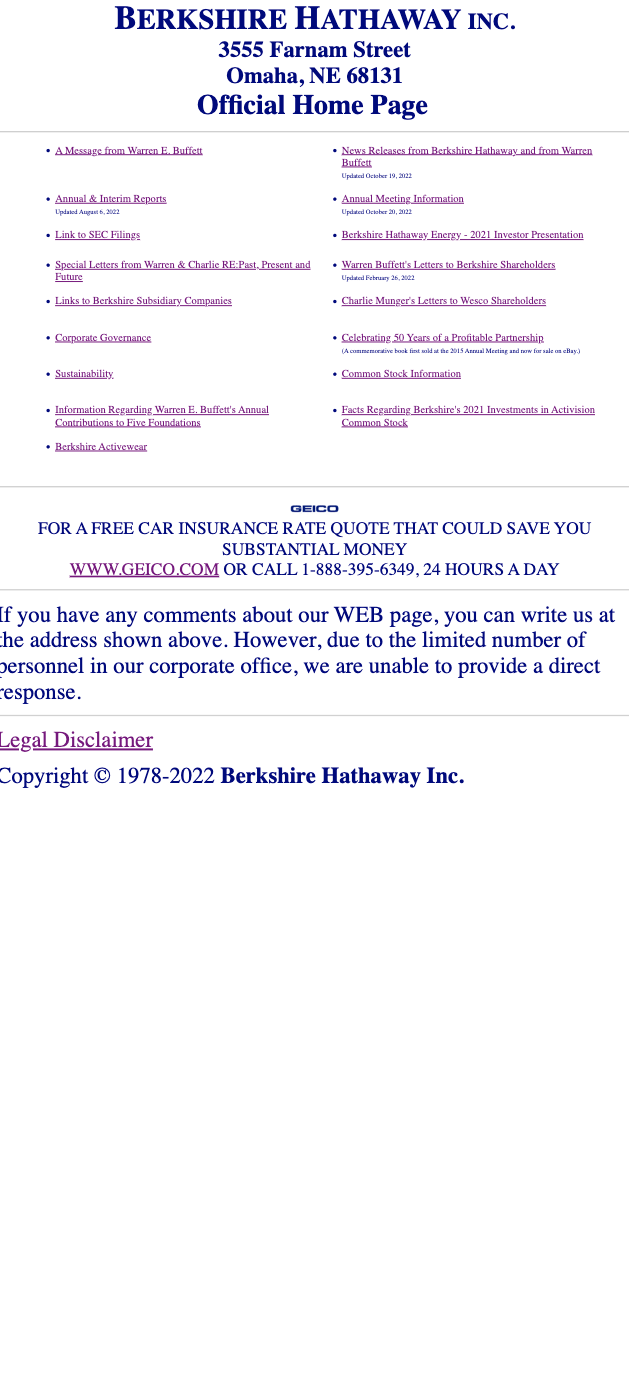 BERKSHIRE HATHAWAY INC.
3555 Farnam Street
Omaha, NE 68131
Official Home Page
• A Message from Warren E. Buffett
• News Releases from Berkshire Hathaway and from Warren
Buffett
Updated October 19, 2022
• Annual & Interim Reports
Updated August 6, 2022
• Annual Meeting Information
Updated October 20, 2022
• Link to SEC Filings
• Berkshire Hathaway Energy - 2021 Investor Presentation
• Special Letters from Warren & Charlie RE:Past, Present and
Future
• Warren Buffett's Letters to Berkshire Shareholders
Updated February 26, 2022
• Links to Berkshire Subsidiary Companies
• Charlie Munger's Letters to Wesco Shareholders
• Corporate Governance
• Celebrating 50 Years of a Profitable Partnership
(A commemorative book first sold at the 2015 Annual Meeting and now for sale on eBay.)
• Sustainability
• Common Stock Information
• Information Regarding Warren E. Buffett's Annual
Contributions to Five Foundations
• Facts Regarding Berkshire's 2021 Investments in Activision
Common Stock
• Berkshire Activewear
GEICO
FOR A FREE CAR INSURANCE RATE QUOTE THAT COULD SAVE YOU
SUBSTANTIAL MONEY
WWW.GEICO.COM OR CALL 1-888-395-6349, 24 HOURS A DAY
If you have any comments about our WEB page, you can write us at
the address shown above. However, due to the limited number of
personnel in our corporate office, we are unable to provide a direct
response.
Legal Disclaimer
Copyright © 1978-2022 Berkshire Hathaway Inc.